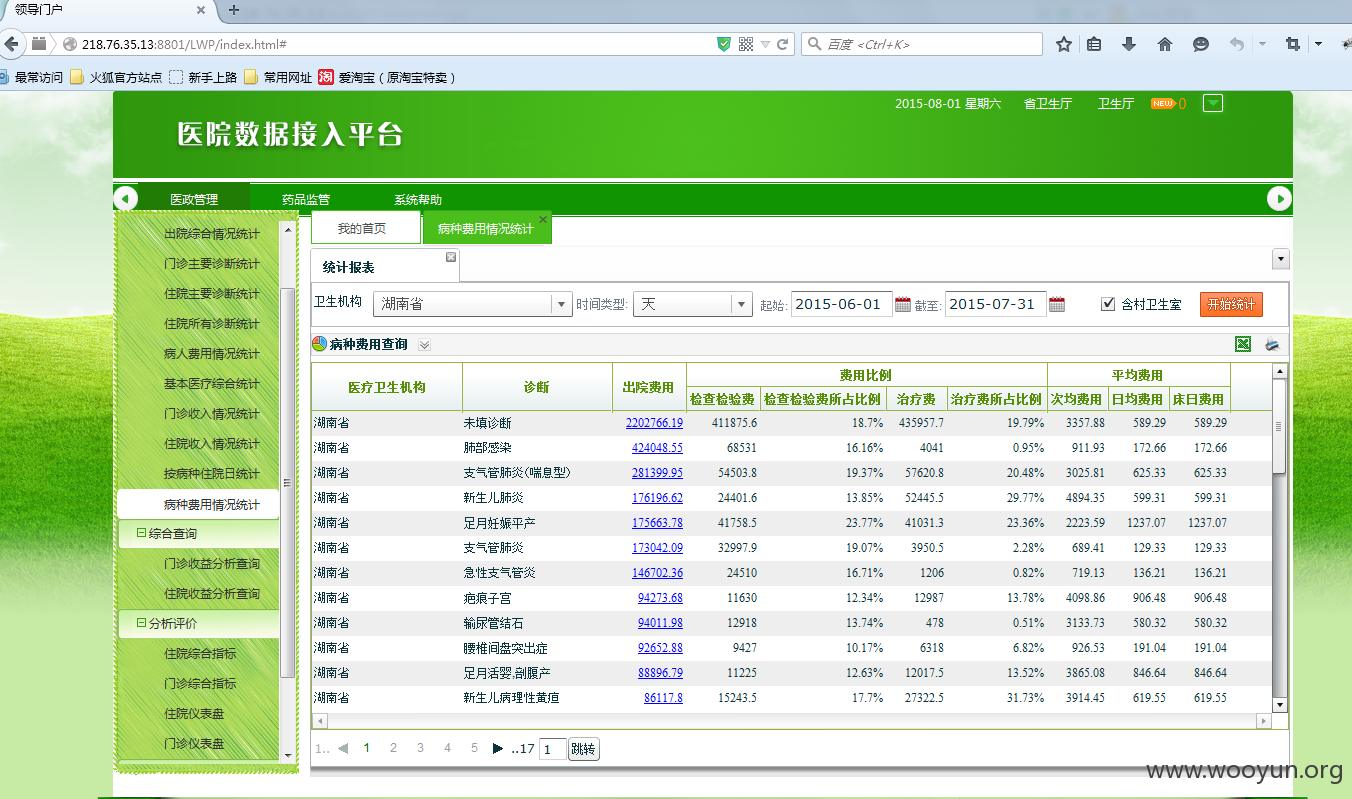 领导门户
218.76.35.13:8801/LWP/index.html#
百度 <Ctrl+K>
最常访问 火狐官方站点 新手上路 常用网址 淘 爱淘宝（原淘宝特卖）
2015-08-01 星期六 省卫生厅 卫生厅 NEW 0
医院数据接入平台
医政管理 药品监管 系统帮助
出院综合情况统计
门诊主要诊断统计
住院主要诊断统计
住院所有诊断统计
病人费用情况统计
基本医疗综合统计
门诊收入情况统计
住院收入情况统计
按病种住院日统计
病种费用情况统计
综合查询
门诊收益分析查询
住院收益分析查询
分析评价
住院综合指标
门诊综合指标
住院仪表盘
门诊仪表盘
我的首页 病种费用情况统计
统计报表
卫生机构 湖南省 时间类型: 天 起始: 2015-06-01 截至: 2015-07-31 含村卫生室 开始统计
病种费用查询
医疗卫生机构 诊断 出院费用 费用比例 平均费用
检查检验费 检查检验费所占比例 治疗费 治疗费所占比例 次均费用 日均费用 床日费用
湖南省 未填诊断 2202766.19 411875.6 18.7% 435957.7 19.79% 3357.88 589.29 589.29
湖南省 肺部感染 424048.55 68531 16.16% 4041 0.95% 911.93 172.66 172.66
湖南省 支气管肺炎(喘息型) 281399.95 54503.8 19.37% 57620.8 20.48% 3025.81 625.33 625.33
湖南省 新生儿肺炎 176196.62 24401.6 13.85% 52445.5 29.77% 4894.35 599.31 599.31
湖南省 足月妊娠平产 175663.78 41758.5 23.77% 41031.3 23.36% 2223.59 1237.07 1237.07
湖南省 支气管肺炎 173042.09 32997.9 19.07% 3950.5 2.28% 689.41 129.33 129.33
湖南省 急性支气管炎 146702.36 24510 16.71% 1206 0.82% 719.13 136.21 136.21
湖南省 疤痕子宫 94273.68 11630 12.34% 12987 13.78% 4098.86 906.48 906.48
湖南省 输尿管结石 94011.98 12918 13.74% 478 0.51% 3133.73 580.32 580.32
湖南省 腰椎间盘突出症 92652.88 9427 10.17% 6318 6.82% 926.53 191.04 191.04
湖南省 足月活婴,剖腹产 88896.79 11225 12.63% 12017.5 13.52% 3865.08 846.64 846.64
湖南省 新生儿病理性黄疸 86117.8 15243.5 17.7% 27322.5 31.73% 3914.45 619.55 619.55
1.. 1 2 3 4 5 ..17 1 跳转
www.wooyun.org